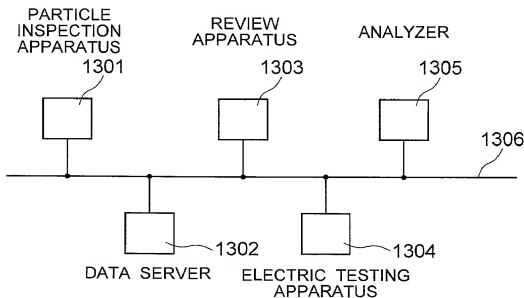 PARTICLE
INSPECTION
APPARATUS
1301
REVIEW
APPARATUS
1303
ANALYZER
1305
1306
1302
DATA SERVER
1304
ELECTRIC TESTING
APPARATUS